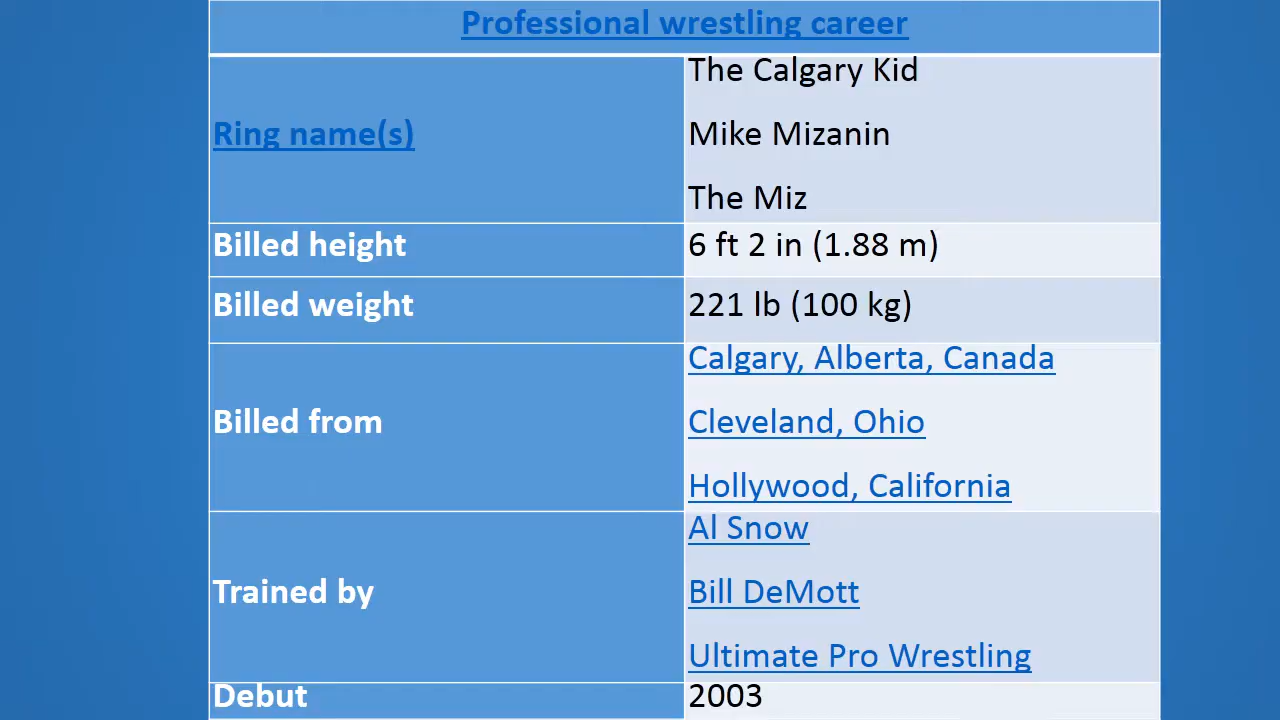 Professional wrestling career
Ring name(s)
The Calgary Kid
Mike Mizanin
The Miz
Billed height
6 ft 2 in (1.88 m)
Billed weight
221 lb (100 kg)
Billed from
Calgary, Alberta, Canada
Cleveland, Ohio
Hollywood, California
Trained by
Al Snow
Bill DeMott
Ultimate Pro Wrestling
Debut
2003